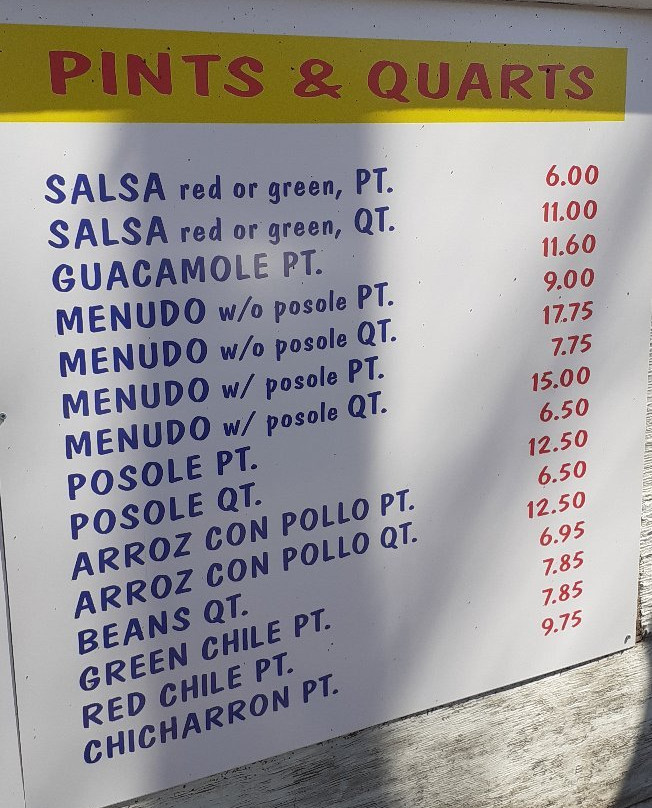 PINTS & QUARTS
SALSA red or green, PT. 6.00
SALSA red or green, QT. 11.00
GUACAMOLE PT. 11.60
MENUDO w/o posole PT. 9.00
MENUDO w/o posole QT. 17.75
MENUDO w/ posole PT. 7.75
MENUDO w/ posole QT. 15.00
POSOLE PT. 6.50
POSOLE QT. 12.50
ARROZ CON POLLO PT. 6.50
ARROZ CON POLLO QT. 12.50
BEANS QT. 6.95
GREEN CHILE PT. 7.85
RED CHILE PT. 7.85
CHICHARRON PT. 9.75